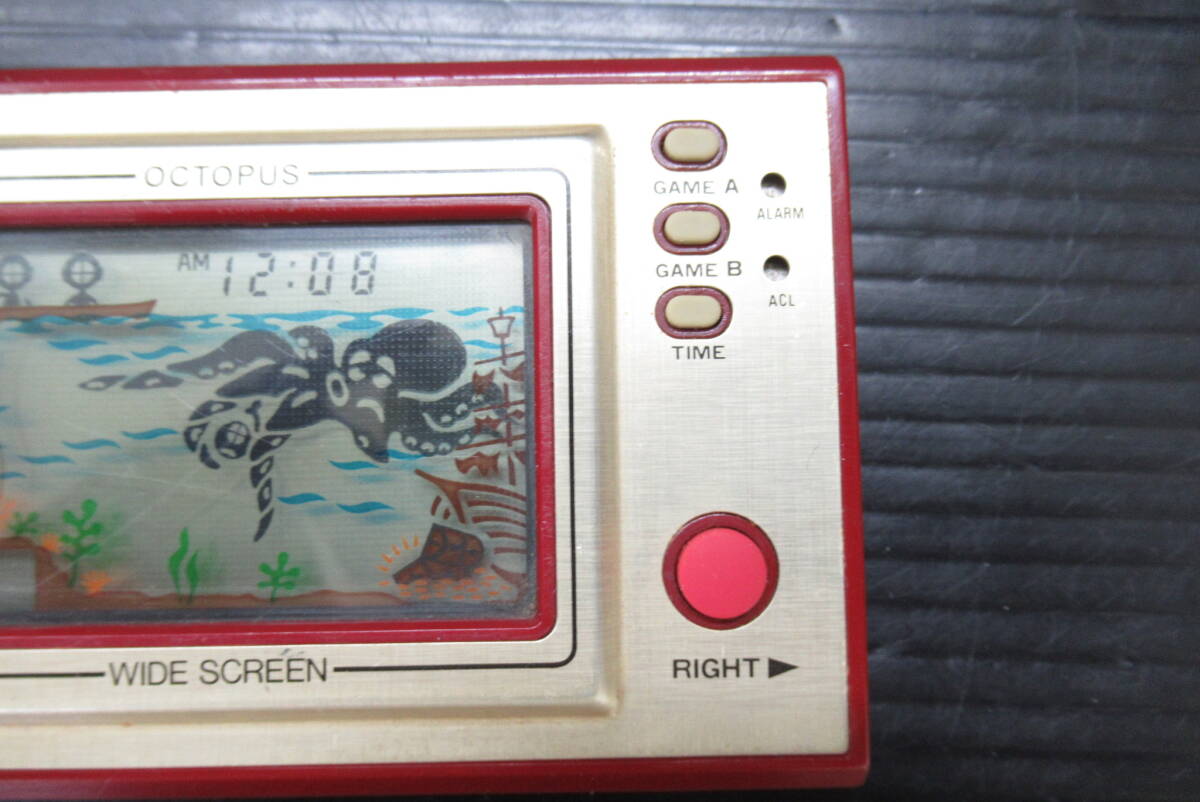 OCTOPUS
AM 12:08
GAME A
ALARM
GAME B
ACL
TIME
WIDE SCREEN
RIGHT ▶